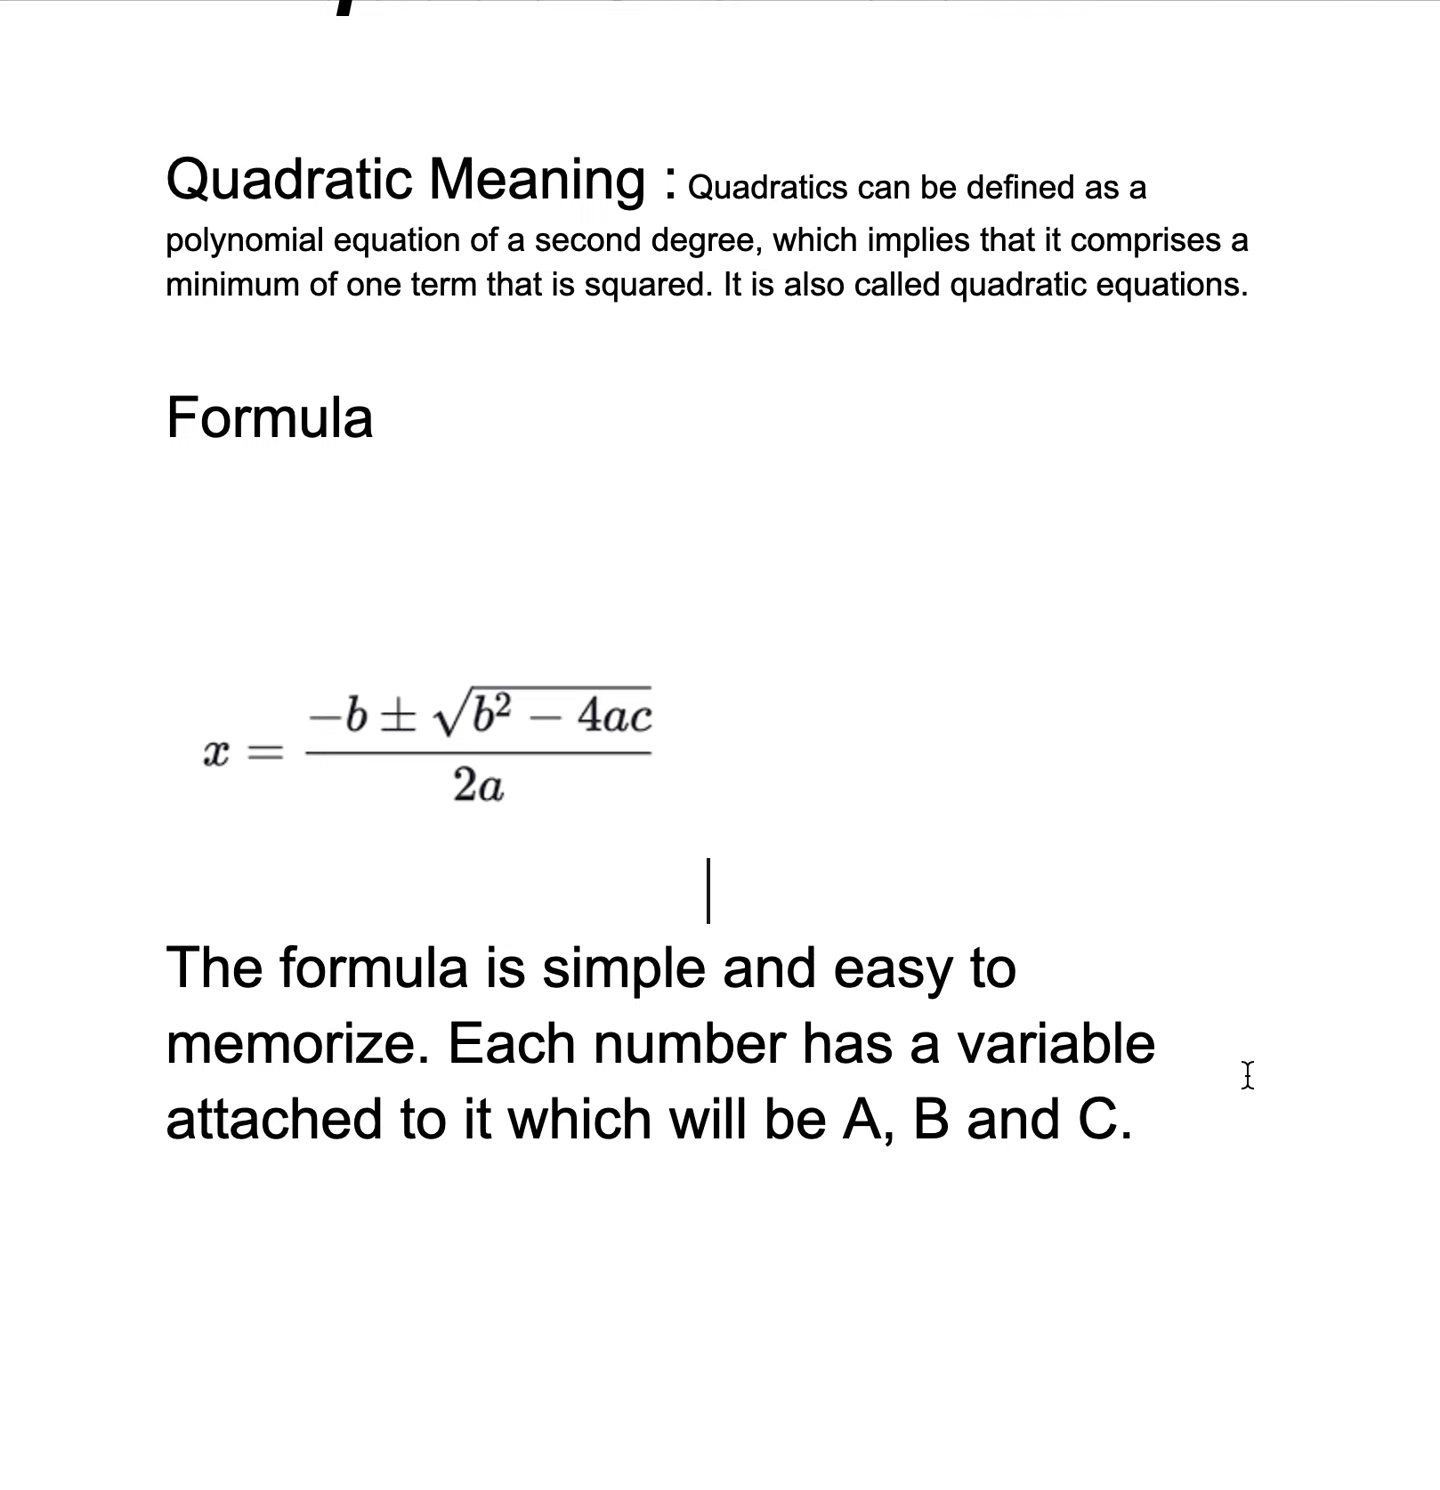 Quadratic Meaning : Quadratics can be defined as a
polynomial equation of a second degree, which implies that it comprises a
minimum of one term that is squared. It is also called quadratic equations.
Formula
x = \frac{-b ± \sqrt{b² − 4ac}}{2a}
The formula is simple and easy to
memorize. Each number has a variable
attached to it which will be A, B and C.